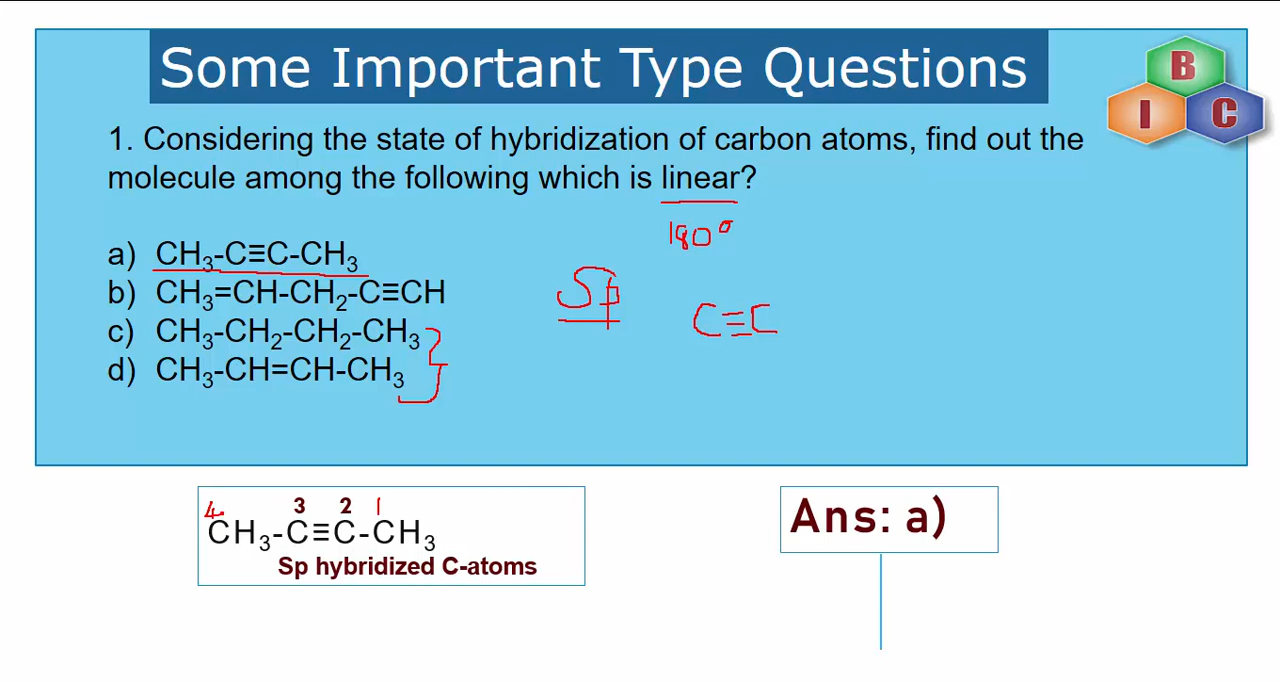 Some Important Type Questions
B
I C
1. Considering the state of hybridization of carbon atoms, find out the
molecule among the following which is linear?
180°
a) CH₃-C≡C-CH₃
b) CH₃=CH-CH₂-C≡CH
c) CH₃-CH₂-CH₂-CH₃
d) CH₃-CH=CH-CH₃
Sp
C≡C
4 3 2 1
CH₃-C≡C-CH₃
Sp hybridized C-atoms
Ans: a)